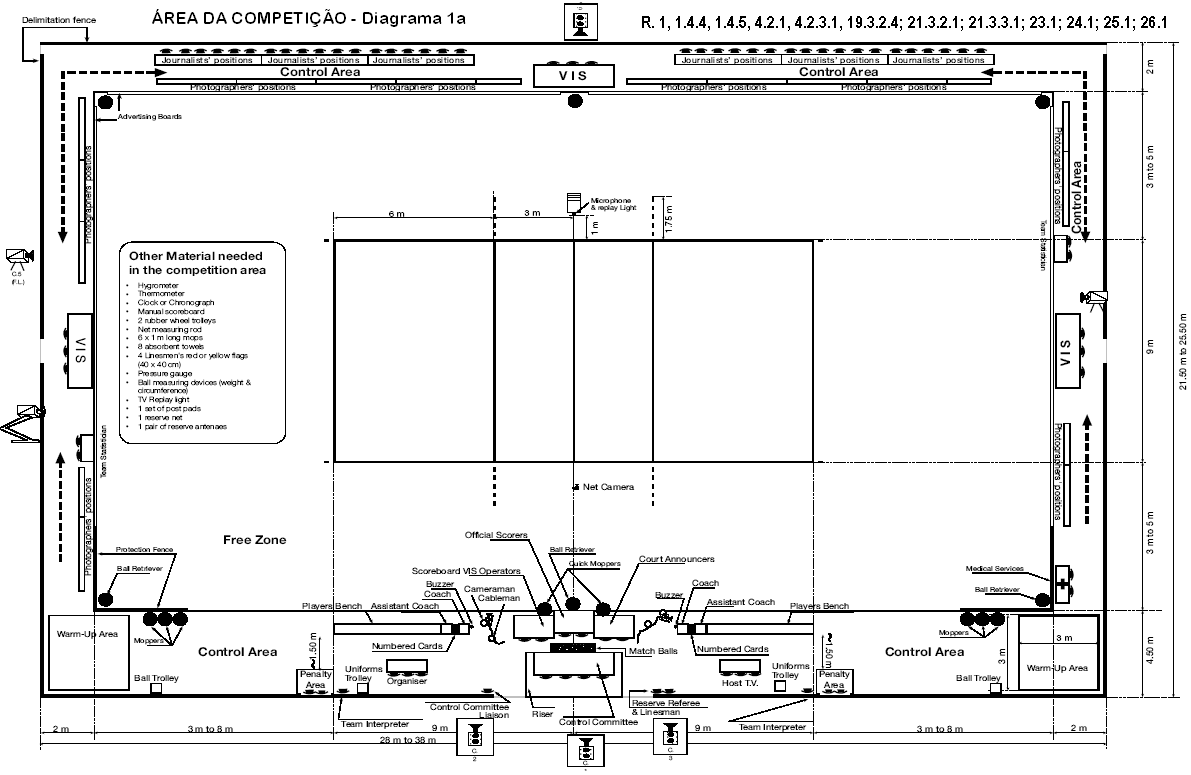 Delimitation fence
ÁREA DA COMPETIÇÃO - Diagrama 1a
R. 1, 1.4.4, 1.4.5, 4.2.1, 4.2.3.1, 19.3.2.4; 21.3.2.1; 21.3.3.1; 23.1; 24.1; 25.1; 26.1
Journalists' positions Journalists' positions Journalists' positions
Control Area
Photographers' positions Photographers' positions
VIS
Journalists' positions Journalists' positions Journalists' positions
Control Area
Photographers' positions Photographers' positions
2 m
Advertising Boards
Photographers' positions
Photographers' positions
Control Area
3 m to 5 m
Microphone
& replay Light
6 m
3 m
1 m
1.75 m
Team Statistician
C.5
(F.L.)
Other Material needed
in the competition area
• Hygrometer
• Thermometer
• Clock or Chronograph
• Manual scoreboard
• 2 rubber wheel trolleys
• Net measuring rod
• 6 x 1 m long mops
• 8 absorbent towels
• 4 Linesmen's red or yellow flags
(40 x 40 cm)
• Pressure gauge
• Ball measuring devices (weight &
circumference)
• TV Replay light
• 1 set of post pads
• 1 reserve net
• 1 pair of reserve antenaes
VIS
VIS
9 m
21.50 m to 25.50 m
Team Statistician
Photographers' positions
Photographers' positions
Net Camera
3 m to 5 m
Free Zone
Official Scorers
Protection Fence
Ball Retriever
Ball Retriever
Quick Moppers
Court Announcers
Scoreboard VIS Operators
Medical Services
Ball Retriever
Buzzer
Coach
Cameraman
Cableman
Buzzer
Coach
Players Bench
Assistant Coach
Assistant Coach
Players Bench
Warm-Up Area
Moppers
Control Area
1.50 m
Numbered Cards
Match Balls
Numbered Cards
~1.50 m
Control Area
Moppers
3 m
3 m
Warm-Up Area
4.50 m
Ball Trolley
Penalty
Area
Uniforms
Trolley
Organiser
Host T.V.
Uniforms
Trolley
Penalty
Area
Ball Trolley
Control Committee
Liaison
Riser
Control Committee
Reserve Referee
& Linesman
Team Interpreter
Team Interpreter
2 m
3 m to 8 m
9 m
9 m
3 m to 8 m
2 m
28 m to 38 m
C.
2
C.
3
C.
1